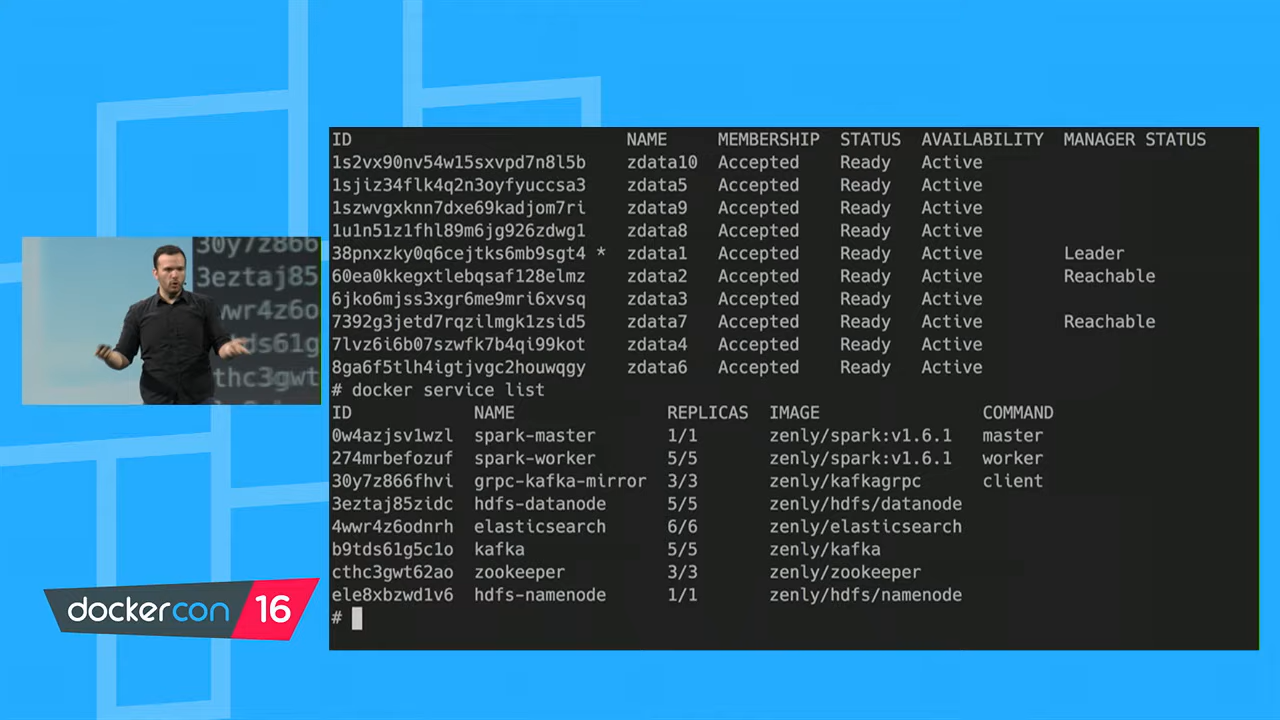 ID NAME MEMBERSHIP STATUS AVAILABILITY MANAGER STATUS
1s2vx90nv54w15sxvpd7n8l5b zdata10 Accepted Ready Active
1sjiz34flk4q2n3oyfyuccsa3 zdata5 Accepted Ready Active
1szwvgxknn7dxe69kadjom7ri zdata9 Accepted Ready Active
1u1n51z1fhl89m6jg926zdwg1 zdata8 Accepted Ready Active
38pnxzky0q6cejtks6mb9sgt4 * zdata1 Accepted Ready Active Leader
60ea0kkegxtlebqsaf128elmz zdata2 Accepted Ready Active Reachable
6jko6mjss3xgr6me9mri6xvsq zdata3 Accepted Ready Active
7392g3jetd7rqzilmgk1zsid5 zdata7 Accepted Ready Active Reachable
7lvz6i6b07szwfk7b4qi99kot zdata4 Accepted Ready Active
8ga6f5tlh4igtjvgc2houwqgy zdata6 Accepted Ready Active
# docker service list
ID NAME REPLICAS IMAGE COMMAND
0w4azjsv1wzl spark-master 1/1 zenly/spark:v1.6.1 master
274mrbefozuf spark-worker 5/5 zenly/spark:v1.6.1 worker
30y7z866fhvi grpc-kafka-mirror 3/3 zenly/kafkagrpc client
3eztaj85zidc hdfs-datanode 5/5 zenly/hdfs/datanode
4wwr4z6odnrh elasticsearch 6/6 zenly/elasticsearch
b9tds61g5c1o kafka 5/5 zenly/kafka
cthc3gwt62ao zookeeper 3/3 zenly/zookeeper
ele8xbzwd1v6 hdfs-namenode 1/1 zenly/hdfs/namenode
#
30y7z866
3eztaj85
wwr4z6o
ds61g
cthc3gwt
dockercon 16